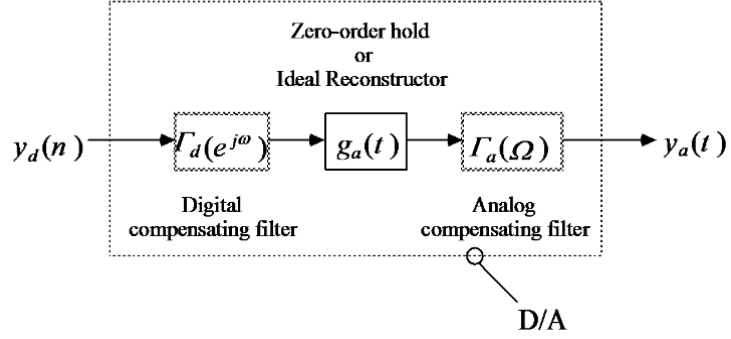 Zero-order hold
or
Ideal Reconstructor
y_d(n)
Γ_d(e^{jω})
g_a(t)
Γ_a(Ω)
y_a(t)
Digital
compensating filter
Analog
compensating filter
D/A